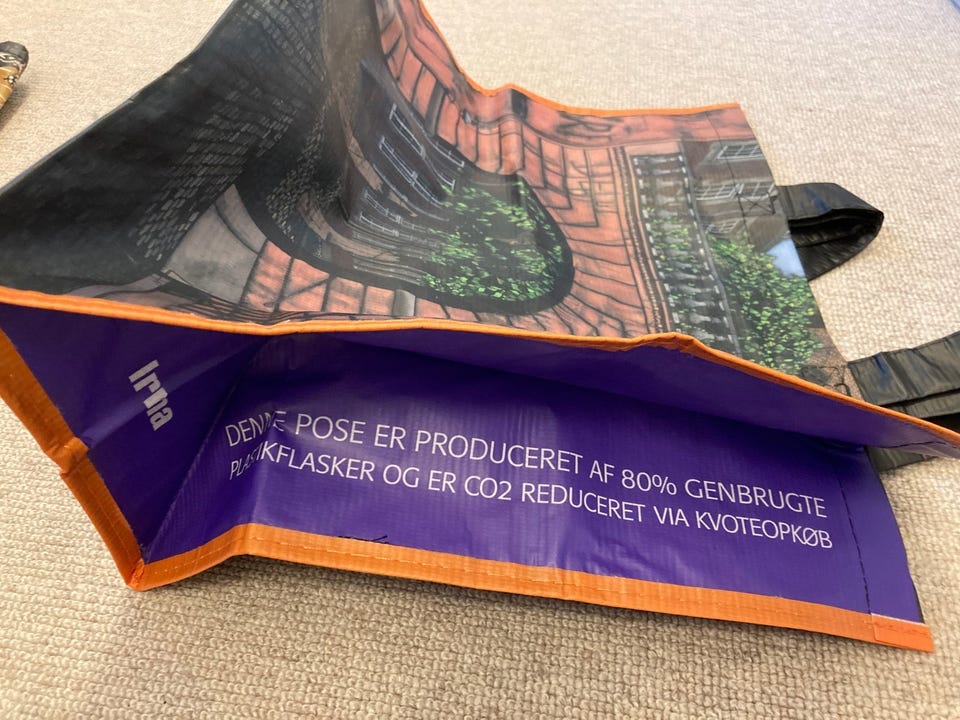 Irma
DENNE POSE ER PRODUCERET AF 80% GENBRUGTE
PLASTIKFLASKER OG ER CO2 REDUCERET VIA KVOTEOPKØB